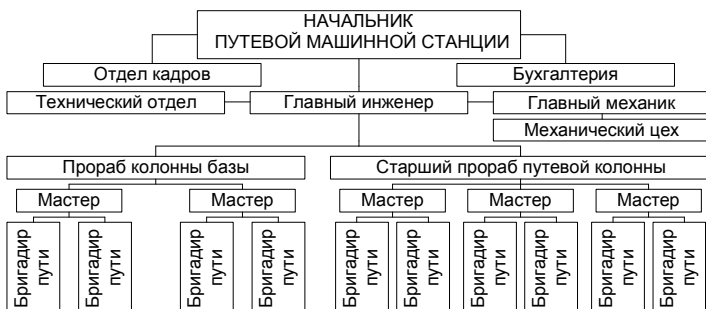 НАЧАЛЬНИК
ПУТЕВОЙ МАШИННОЙ СТАНЦИИ
Отдел кадров
Бухгалтерия
Технический отдел
Главный инженер
Главный механик
Механический цех
Прораб колонны базы
Старший прораб путевой колонны
Мастер
Мастер
Мастер
Мастер
Мастер
Бригадир
пути
Бригадир
пути
Бригадир
пути
Бригадир
пути
Бригадир
пути
Бригадир
пути
Бригадир
пути
Бригадир
пути
Бригадир
пути
Бригадир
пути